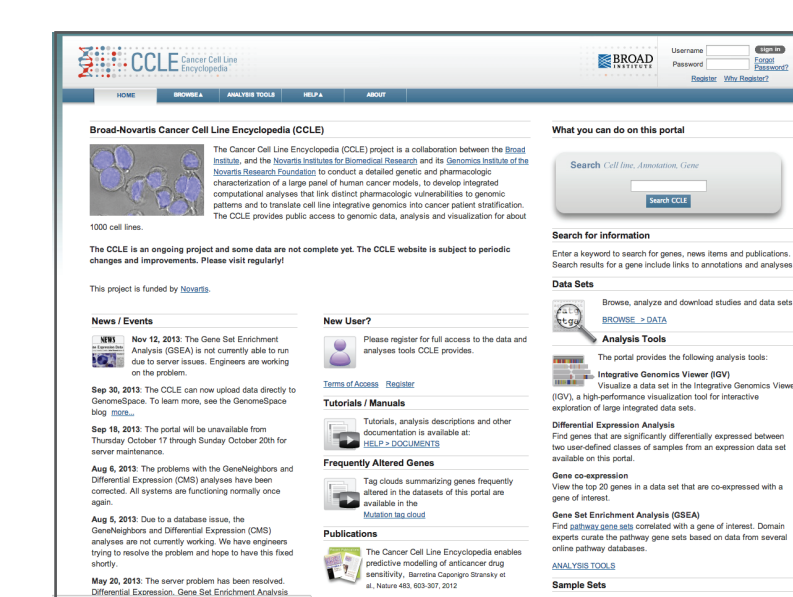 CCLE Cancer Cell Line
Encyclopedia
BROAD
INSTITUTE
Username
sign in
Password
Forgot
Password?
Register Why Register?
HOME BROWSE▲ ANALYSIS TOOLS HELP▲ ABOUT
Broad-Novartis Cancer Cell Line Encyclopedia (CCLE)
The Cancer Cell Line Encyclopedia (CCLE) project is a collaboration between the Broad
Institute, and the Novartis Institutes for Biomedical Research and its Genomics Institute of the
Novartis Research Foundation to conduct a detailed genetic and pharmacologic
characterization of a large panel of human cancer models, to develop integrated
computational analyses that link distinct pharmacologic vulnerabilities to genomic
patterns and to translate cell line integrative genomics into cancer patient stratification.
The CCLE provides public access to genomic data, analysis and visualization for about
1000 cell lines.
The CCLE is an ongoing project and some data are not complete yet. The CCLE website is subject to periodic
changes and improvements. Please visit regularly!
This project is funded by Novartis.
News / Events
NEWS
Nov 12, 2013: The Gene Set Enrichment
Analysis (GSEA) is not currently able to run
due to server issues. Engineers are working
on the problem.
Sep 30, 2013: The CCLE can now upload data directly to
GenomeSpace. To learn more, see the GenomeSpace
blog more...
Sep 18, 2013: The portal will be unavailable from
Thursday October 17 through Sunday October 20th for
server maintenance.
Aug 6, 2013: The problems with the GeneNeighbors and
Differential Expression (CMS) analyses have been
corrected. All systems are functioning normally once
again.
Aug 5, 2013: Due to a database issue, the
GeneNeighbors and Differential Expression (CMS)
analyses are not currently working. We have engineers
trying to resolve the problem and hope to have this fixed
shortly.
May 20, 2013: The server problem has been resolved.
Differential Expression, Gene Set Enrichment Analysis
New User?
Please register for full access to the data and
analyses tools CCLE provides.
Terms of Access Register
Tutorials / Manuals
Tutorials, analysis descriptions and other
documentation is available at:
HELP > DOCUMENTS
Frequently Altered Genes
Tag clouds summarizing genes frequently
altered in the datasets of this portal are
available in the
Mutation tag cloud
Publications
The Cancer Cell Line Encyclopedia enables
predictive modelling of anticancer drug
sensitivity, Barretina Caponigro Stransky et
al., Nature 483, 603-307, 2012
What you can do on this portal
Search Cell line, Annotation, Gene
Search CCLE
Search for information
Enter a keyword to search for genes, news items and publications.
Search results for a gene include links to annotations and analyses
Data Sets
Browse, analyze and download studies and data sets
BROWSE > DATA
Analysis Tools
The portal provides the following analysis tools:
Integrative Genomics Viewer (IGV)
Visualize a data set in the Integrative Genomics Viewe
(IGV), a high-performance visualization tool for interactive
exploration of large integrated data sets.
Differential Expression Analysis
Find genes that are significantly differentially expressed between
two user-defined classes of samples from an expression data set
available on this portal.
Gene co-expression
View the top 20 genes in a data set that are co-expressed with a
gene of interest.
Gene Set Enrichment Analysis (GSEA)
Find pathway gene sets correlated with a gene of interest. Domain
experts curate the pathway gene sets based on data from several
online pathway databases.
ANALYSIS TOOLS
Sample Sets